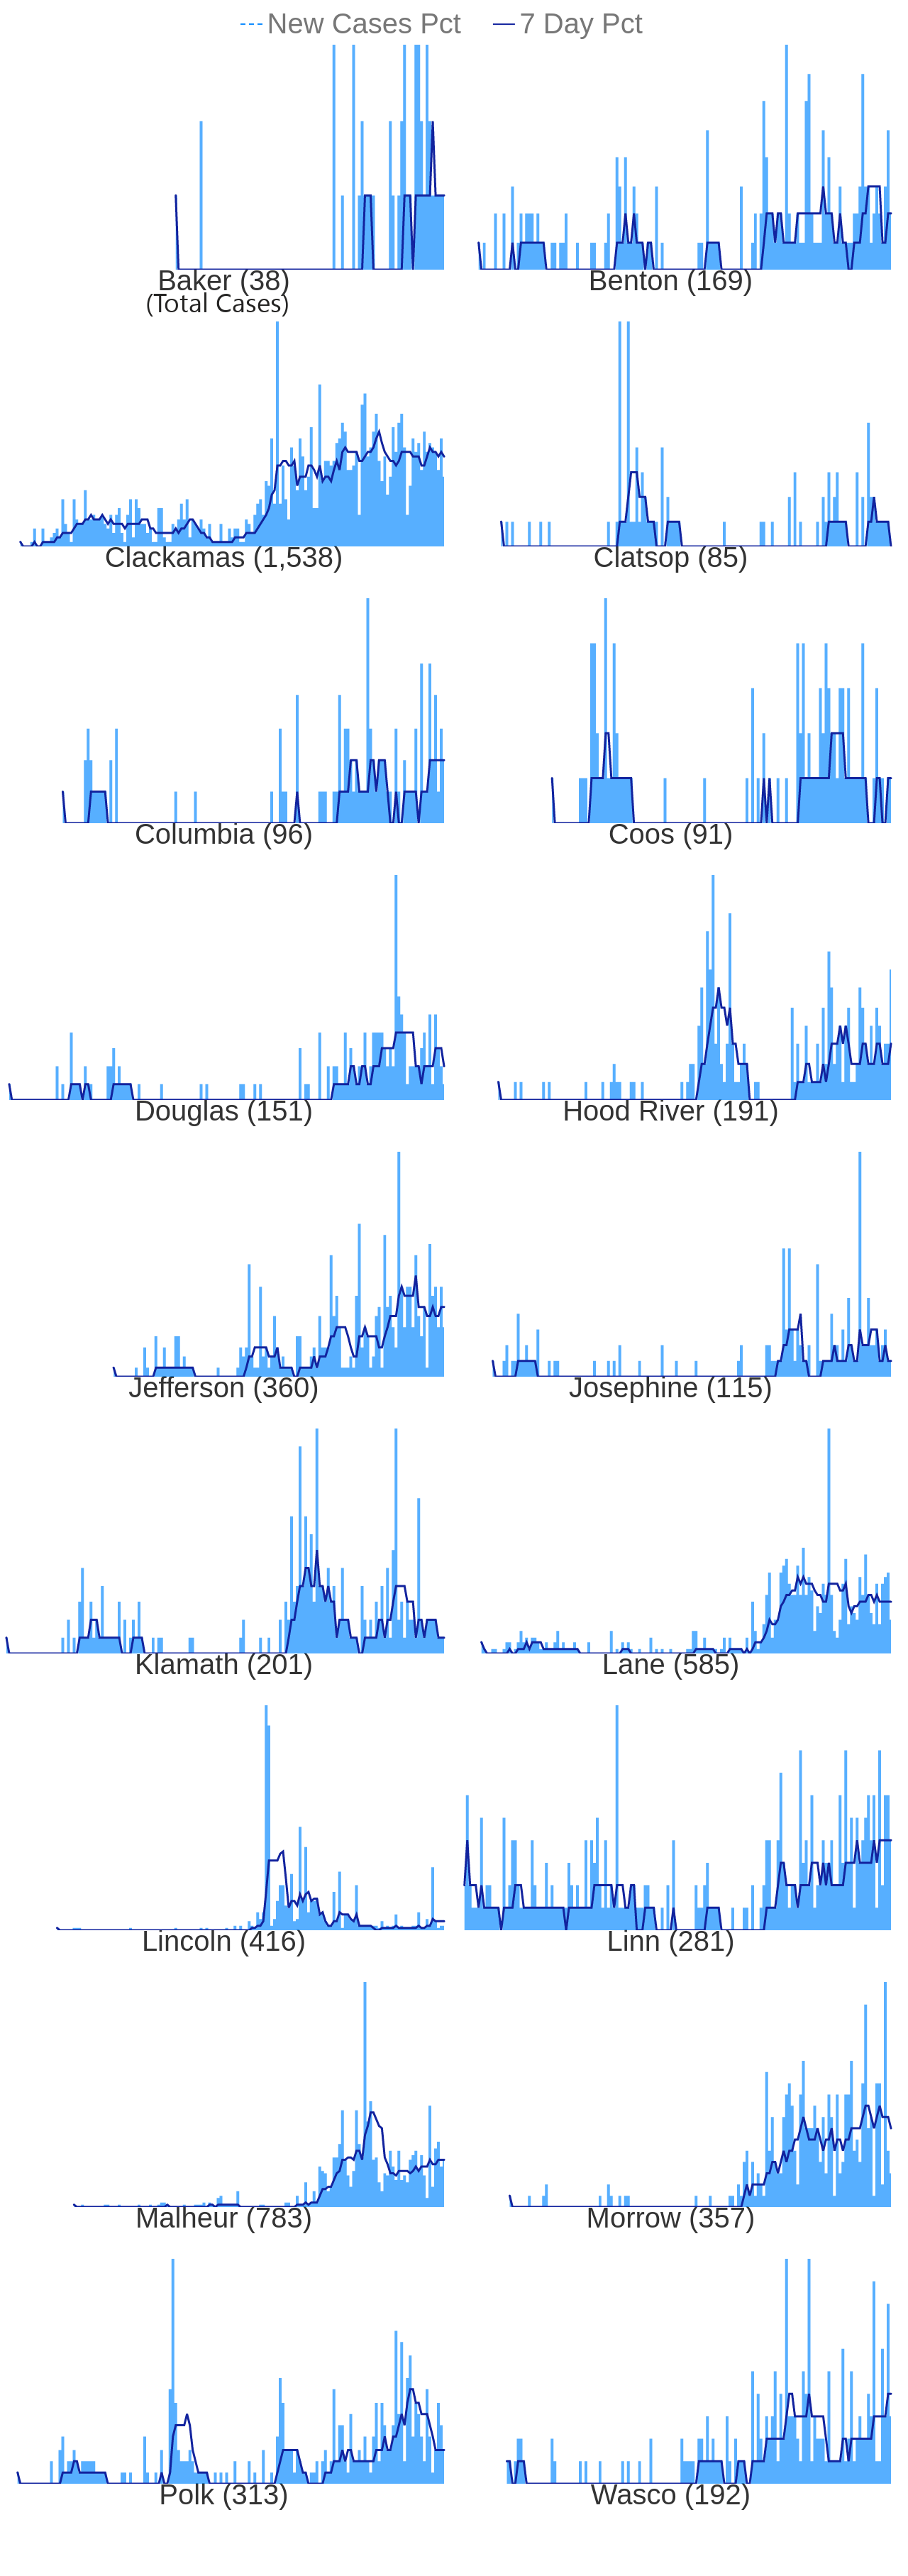 New Cases Pct 7 Day Pct
Baker (38) Benton (169)
(Total Cases)
Clackamas (1,538) Clatsop (85)
Columbia (96) Coos (91)
Douglas (151) Hood River (191)
Jefferson (360) Josephine (115)
Klamath (201) Lane (585)
Lincoln (416) Linn (281)
Malheur (783) Morrow (357)
Polk (313) Wasco (192)